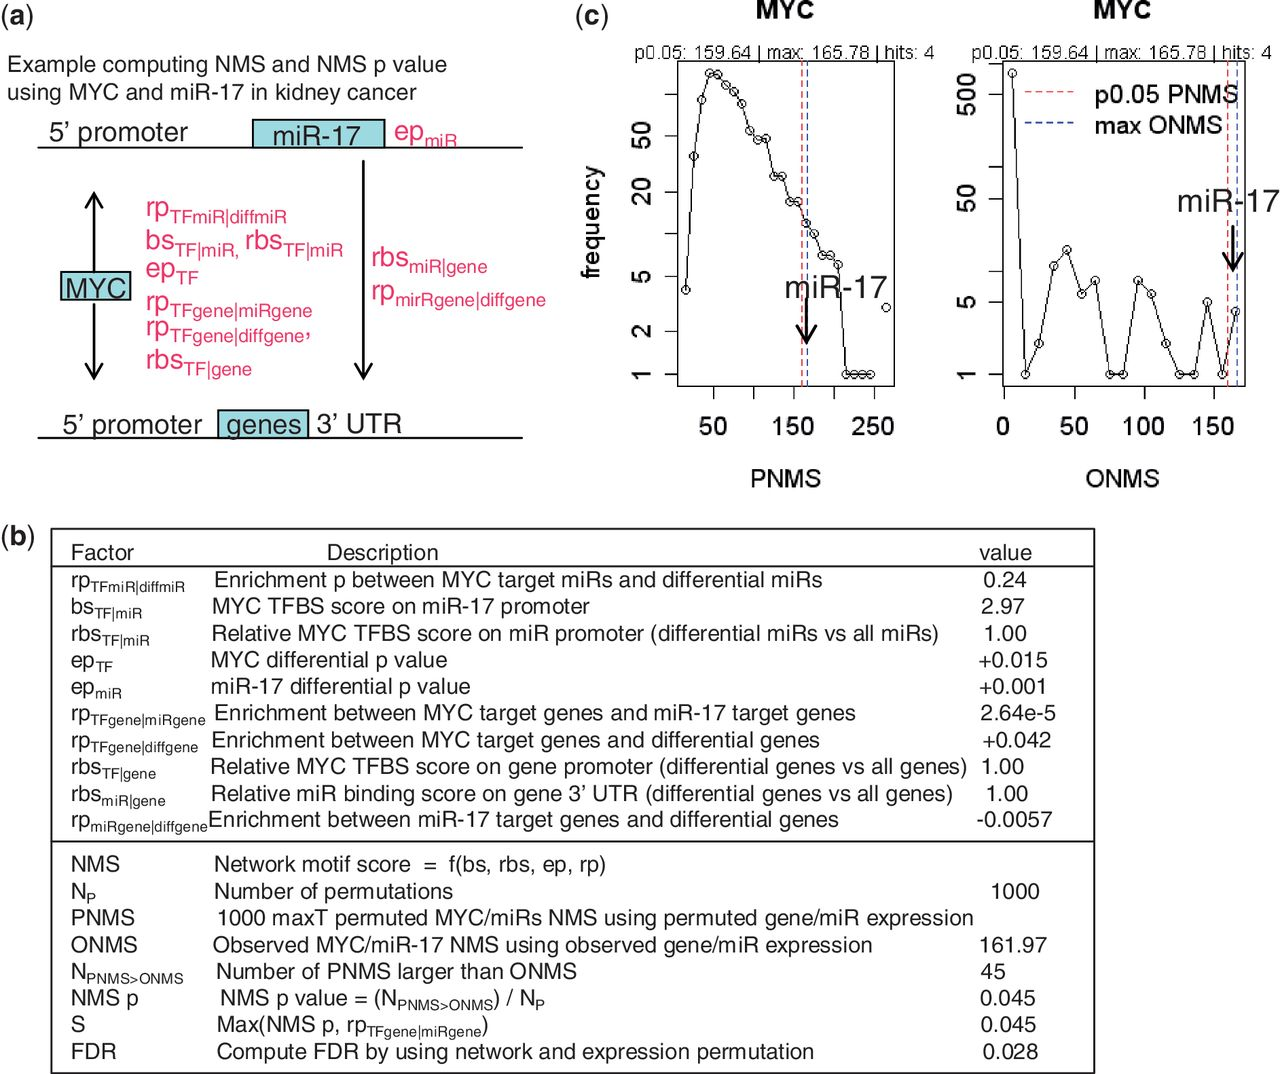 (a)
Example computing NMS and NMS p value
using MYC and miR-17 in kidney cancer
5’ promoter miR-17 epmiR
rpTFmiR|diffmiR
bsTF|miR, rbsTF|miR
epTF
MYC
rpTFgene|miRgene
rpTFgene|diffgene,
rbsTF|gene
rbsmiR|gene
rpmirRgene|diffgene
5’ promoter genes 3’ UTR
(c)
MYC
p0.05: 159.64 | max: 165.78 | hits: 4
frequency
50
20
5
2
1
miR-17
50 150 250
PNMS
MYC
p0.05: 159.64 | max: 165.78 | hits: 4
p0.05 PNMS
max ONMS
500
50
5
1
miR-17
0 50 100 150
ONMS
(b)
Factor Description value
rpTFmiR|diffmiR Enrichment p between MYC target miRs and differential miRs 0.24
bsTF|miR MYC TFBS score on miR-17 promoter 2.97
rbsTF|miR Relative MYC TFBS score on miR promoter (differential miRs vs all miRs) 1.00
epTF MYC differential p value +0.015
epmiR miR-17 differential p value +0.001
rpTFgene|miRgene Enrichment between MYC target genes and miR-17 target genes 2.64e-5
rpTFgene|diffgene Enrichment between MYC target genes and differential genes +0.042
rbsTF|gene Relative MYC TFBS score on gene promoter (differential genes vs all genes) 1.00
rbsmiR|gene Relative miR binding score on gene 3’ UTR (differential genes vs all genes) 1.00
rpmiRgene|diffgene Enrichment between miR-17 target genes and differential genes -0.0057
NMS Network motif score = f(bs, rbs, ep, rp)
NP Number of permutations 1000
PNMS 1000 maxT permuted MYC/miRs NMS using permuted gene/miR expression
ONMS Observed MYC/miR-17 NMS using observed gene/miR expression 161.97
NPNMS>ONMS Number of PNMS larger than ONMS 45
NMS p NMS p value = (NPNMS>ONMS) / NP 0.045
S Max(NMS p, rpTFgene|miRgene) 0.045
FDR Compute FDR by using network and expression permutation 0.028